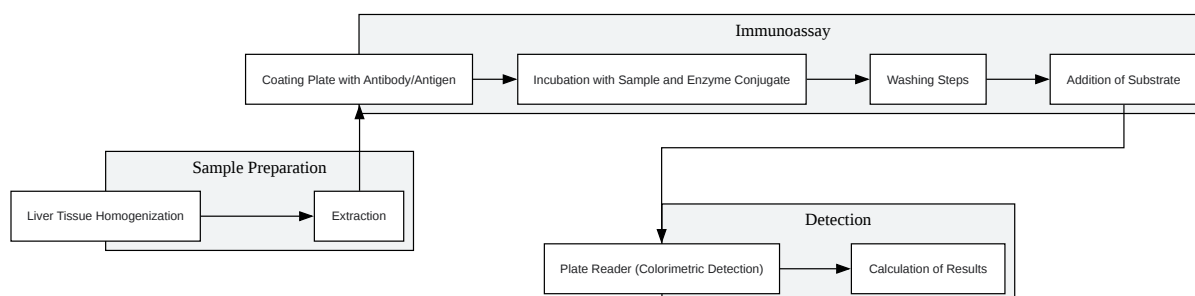 Immunoassay
Coating Plate with Antibody/Antigen
Incubation with Sample and Enzyme Conjugate
Washing Steps
Addition of Substrate
Sample Preparation
Liver Tissue Homogenization
Extraction
Detection
Plate Reader (Colorimetric Detection)
Calculation of Results